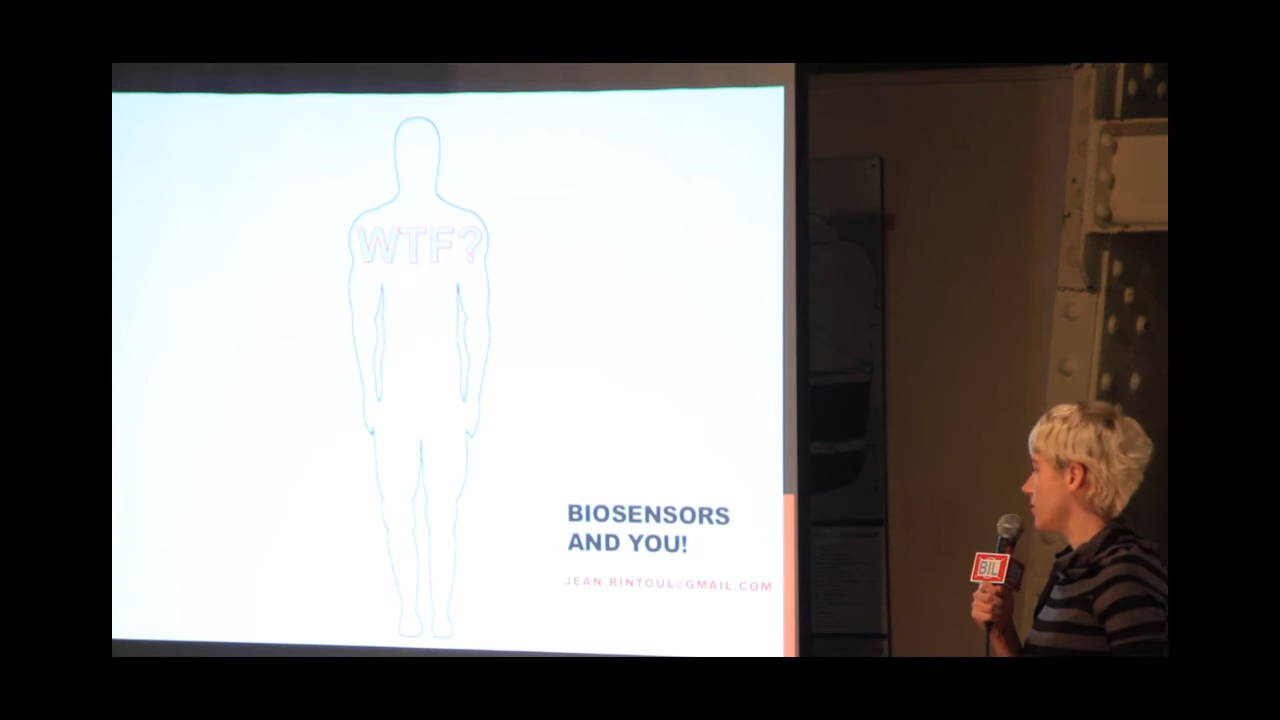 WTF?
BIOSENSORS
AND YOU!
JEAN.RINTOUL@GMAIL.COM
BIL